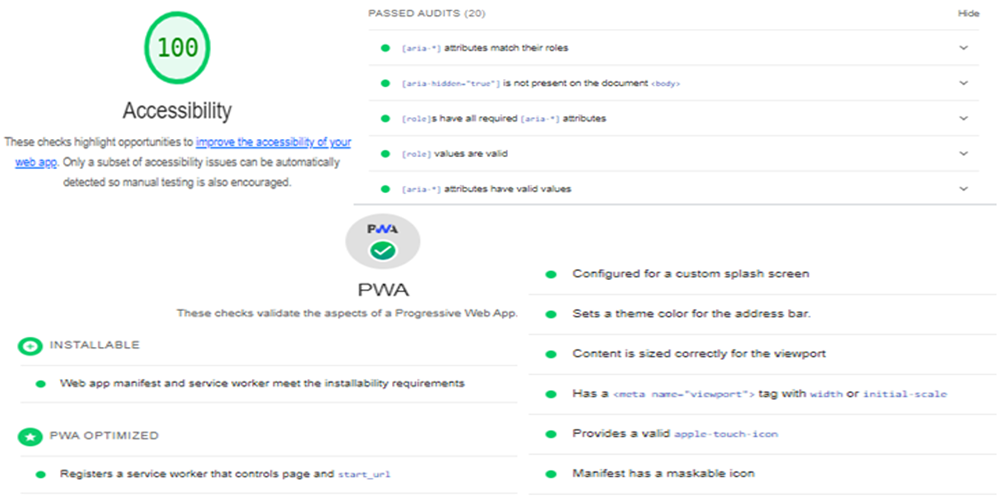 100
Accessibility
These checks highlight opportunities to improve the accessibility of your
web app. Only a subset of accessibility issues can be automatically
detected so manual testing is also encouraged.
PASSED AUDITS (20)
Hide
[aria-*] attributes match their roles
[aria-hidden="true"] is not present on the document <body>
[role]s have all required [aria-*] attributes
[role] values are valid
[aria-*] attributes have valid values
PWA
PWA
These checks validate the aspects of a Progressive Web App.
INSTALLABLE
Web app manifest and service worker meet the installability requirements
PWA OPTIMIZED
Registers a service worker that controls page and start_url
Configured for a custom splash screen
Sets a theme color for the address bar.
Content is sized correctly for the viewport
Has a <meta name="viewport"> tag with width or initial-scale
Provides a valid apple-touch-icon
Manifest has a maskable icon